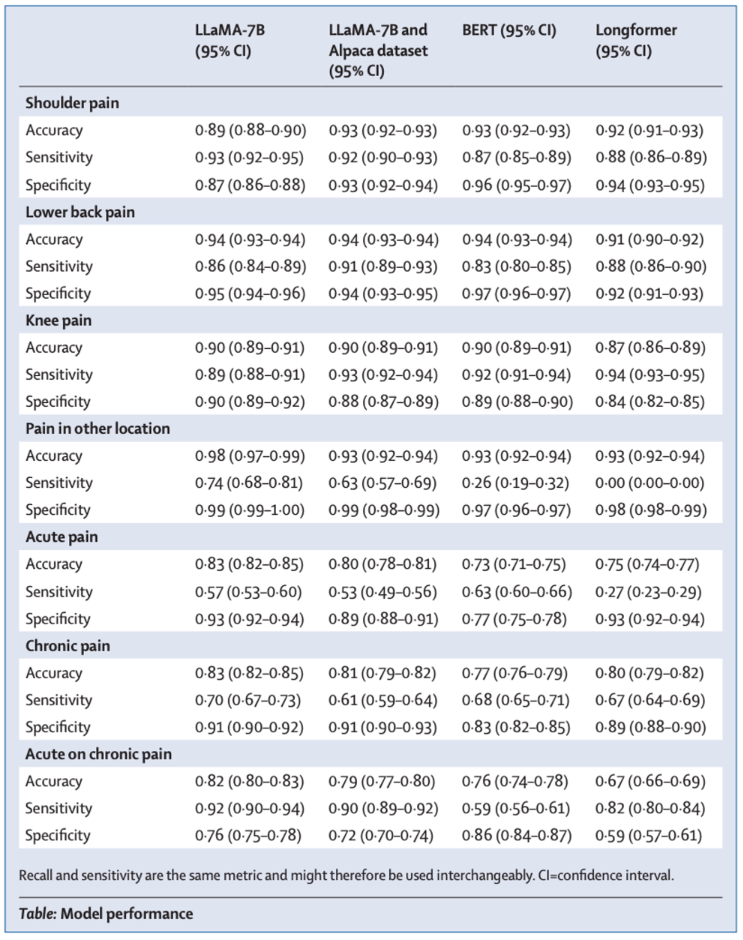 LLaMA-7B (95% CI) LLaMA-7B and Alpaca dataset (95% CI) BERT (95% CI) Longformer (95% CI)
Shoulder pain
Accuracy 0·89 (0·88–0·90) 0·93 (0·92–0·93) 0·93 (0·92–0·93) 0·92 (0·91–0·93)
Sensitivity 0·93 (0·92–0·95) 0·92 (0·90–0·93) 0·87 (0·85–0·89) 0·88 (0·86–0·89)
Specificity 0·87 (0·86–0·88) 0·93 (0·92–0·94) 0·96 (0·95–0·97) 0·94 (0·93–0·95)
Lower back pain
Accuracy 0·94 (0·93–0·94) 0·94 (0·93–0·94) 0·94 (0·93–0·94) 0·91 (0·90–0·92)
Sensitivity 0·86 (0·84–0·89) 0·91 (0·89–0·93) 0·83 (0·80–0·85) 0·88 (0·86–0·90)
Specificity 0·95 (0·94–0·96) 0·94 (0·93–0·95) 0·97 (0·96–0·97) 0·92 (0·91–0·93)
Knee pain
Accuracy 0·90 (0·89–0·91) 0·90 (0·89–0·91) 0·90 (0·89–0·91) 0·87 (0·86–0·89)
Sensitivity 0·89 (0·88–0·91) 0·93 (0·92–0·94) 0·92 (0·91–0·94) 0·94 (0·93–0·95)
Specificity 0·90 (0·89–0·92) 0·88 (0·87–0·89) 0·89 (0·88–0·90) 0·84 (0·82–0·85)
Pain in other location
Accuracy 0·98 (0·97–0·99) 0·93 (0·92–0·94) 0·93 (0·92–0·94) 0·93 (0·92–0·94)
Sensitivity 0·74 (0·68–0·81) 0·63 (0·57–0·69) 0·26 (0·19–0·32) 0·00 (0·00–0·00)
Specificity 0·99 (0·99–1·00) 0·99 (0·98–0·99) 0·97 (0·96–0·97) 0·98 (0·98–0·99)
Acute pain
Accuracy 0·83 (0·82–0·85) 0·80 (0·78–0·81) 0·73 (0·71–0·75) 0·75 (0·74–0·77)
Sensitivity 0·57 (0·53–0·60) 0·53 (0·49–0·56) 0·63 (0·60–0·66) 0·27 (0·23–0·29)
Specificity 0·93 (0·92–0·94) 0·89 (0·88–0·91) 0·77 (0·75–0·78) 0·93 (0·92–0·94)
Chronic pain
Accuracy 0·83 (0·82–0·85) 0·81 (0·79–0·82) 0·77 (0·76–0·79) 0·80 (0·79–0·82)
Sensitivity 0·70 (0·67–0·73) 0·61 (0·59–0·64) 0·68 (0·65–0·71) 0·67 (0·64–0·69)
Specificity 0·91 (0·90–0·92) 0·91 (0·90–0·93) 0·83 (0·82–0·85) 0·89 (0·88–0·90)
Acute on chronic pain
Accuracy 0·82 (0·80–0·83) 0·79 (0·77–0·80) 0·76 (0·74–0·78) 0·67 (0·66–0·69)
Sensitivity 0·92 (0·90–0·94) 0·90 (0·89–0·92) 0·59 (0·56–0·61) 0·82 (0·80–0·84)
Specificity 0·76 (0·75–0·78) 0·72 (0·70–0·74) 0·86 (0·84–0·87) 0·59 (0·57–0·61)
Recall and sensitivity are the same metric and might therefore be used interchangeably. CI=confidence interval.
Table: Model performance